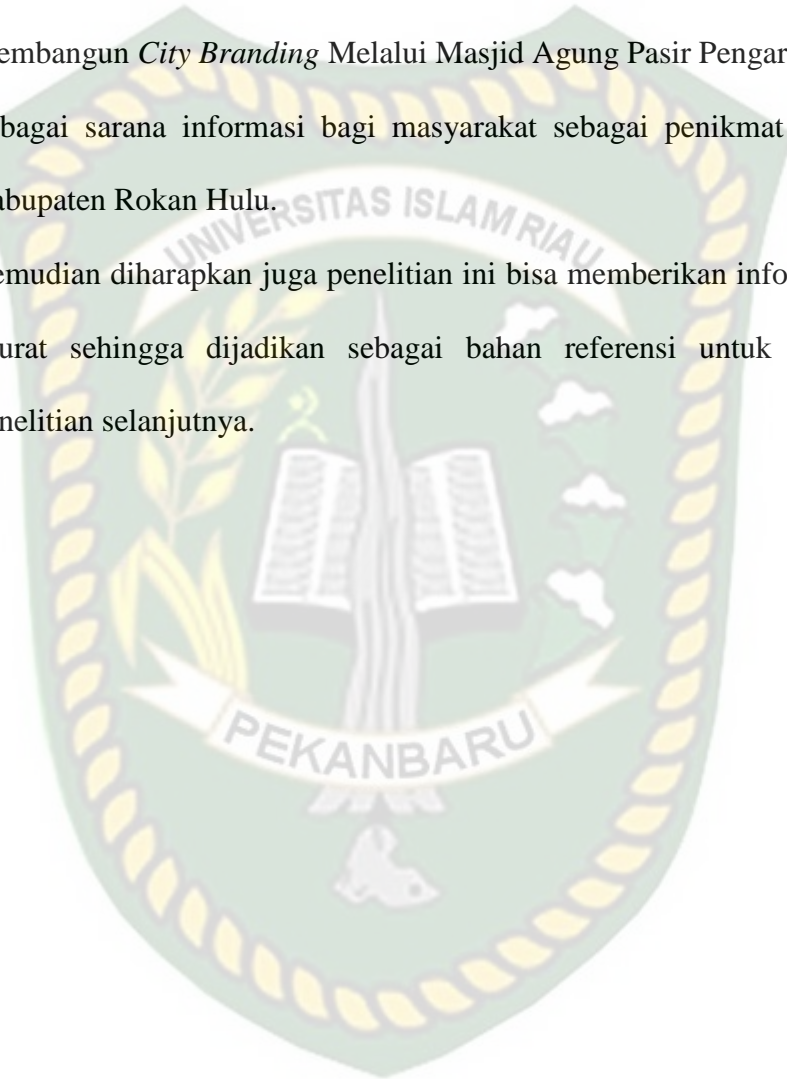 embangun City Branding Melalui Masjid Agung Pasir Pengar
bagai sarana informasi bagi masyarakat sebagai penikmat
abupaten Rokan Hulu.
UNIVERSITAS ISLAM RIAU
emudian diharapkan juga penelitian ini bisa memberikan info
urat sehingga dijadikan sebagai bahan referensi untuk
nelitian selanjutnya.
PEKANBARU